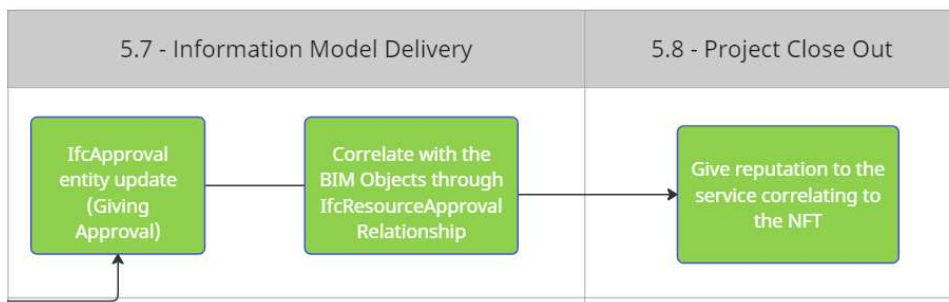 5.7 - Information Model Delivery
5.8 - Project Close Out
IfcApproval
entity update
(Giving
Approval)
Correlate with the
BIM Objects through
IfcResourceApproval
Relationship
Give reputation to the
service correlating to
the NFT